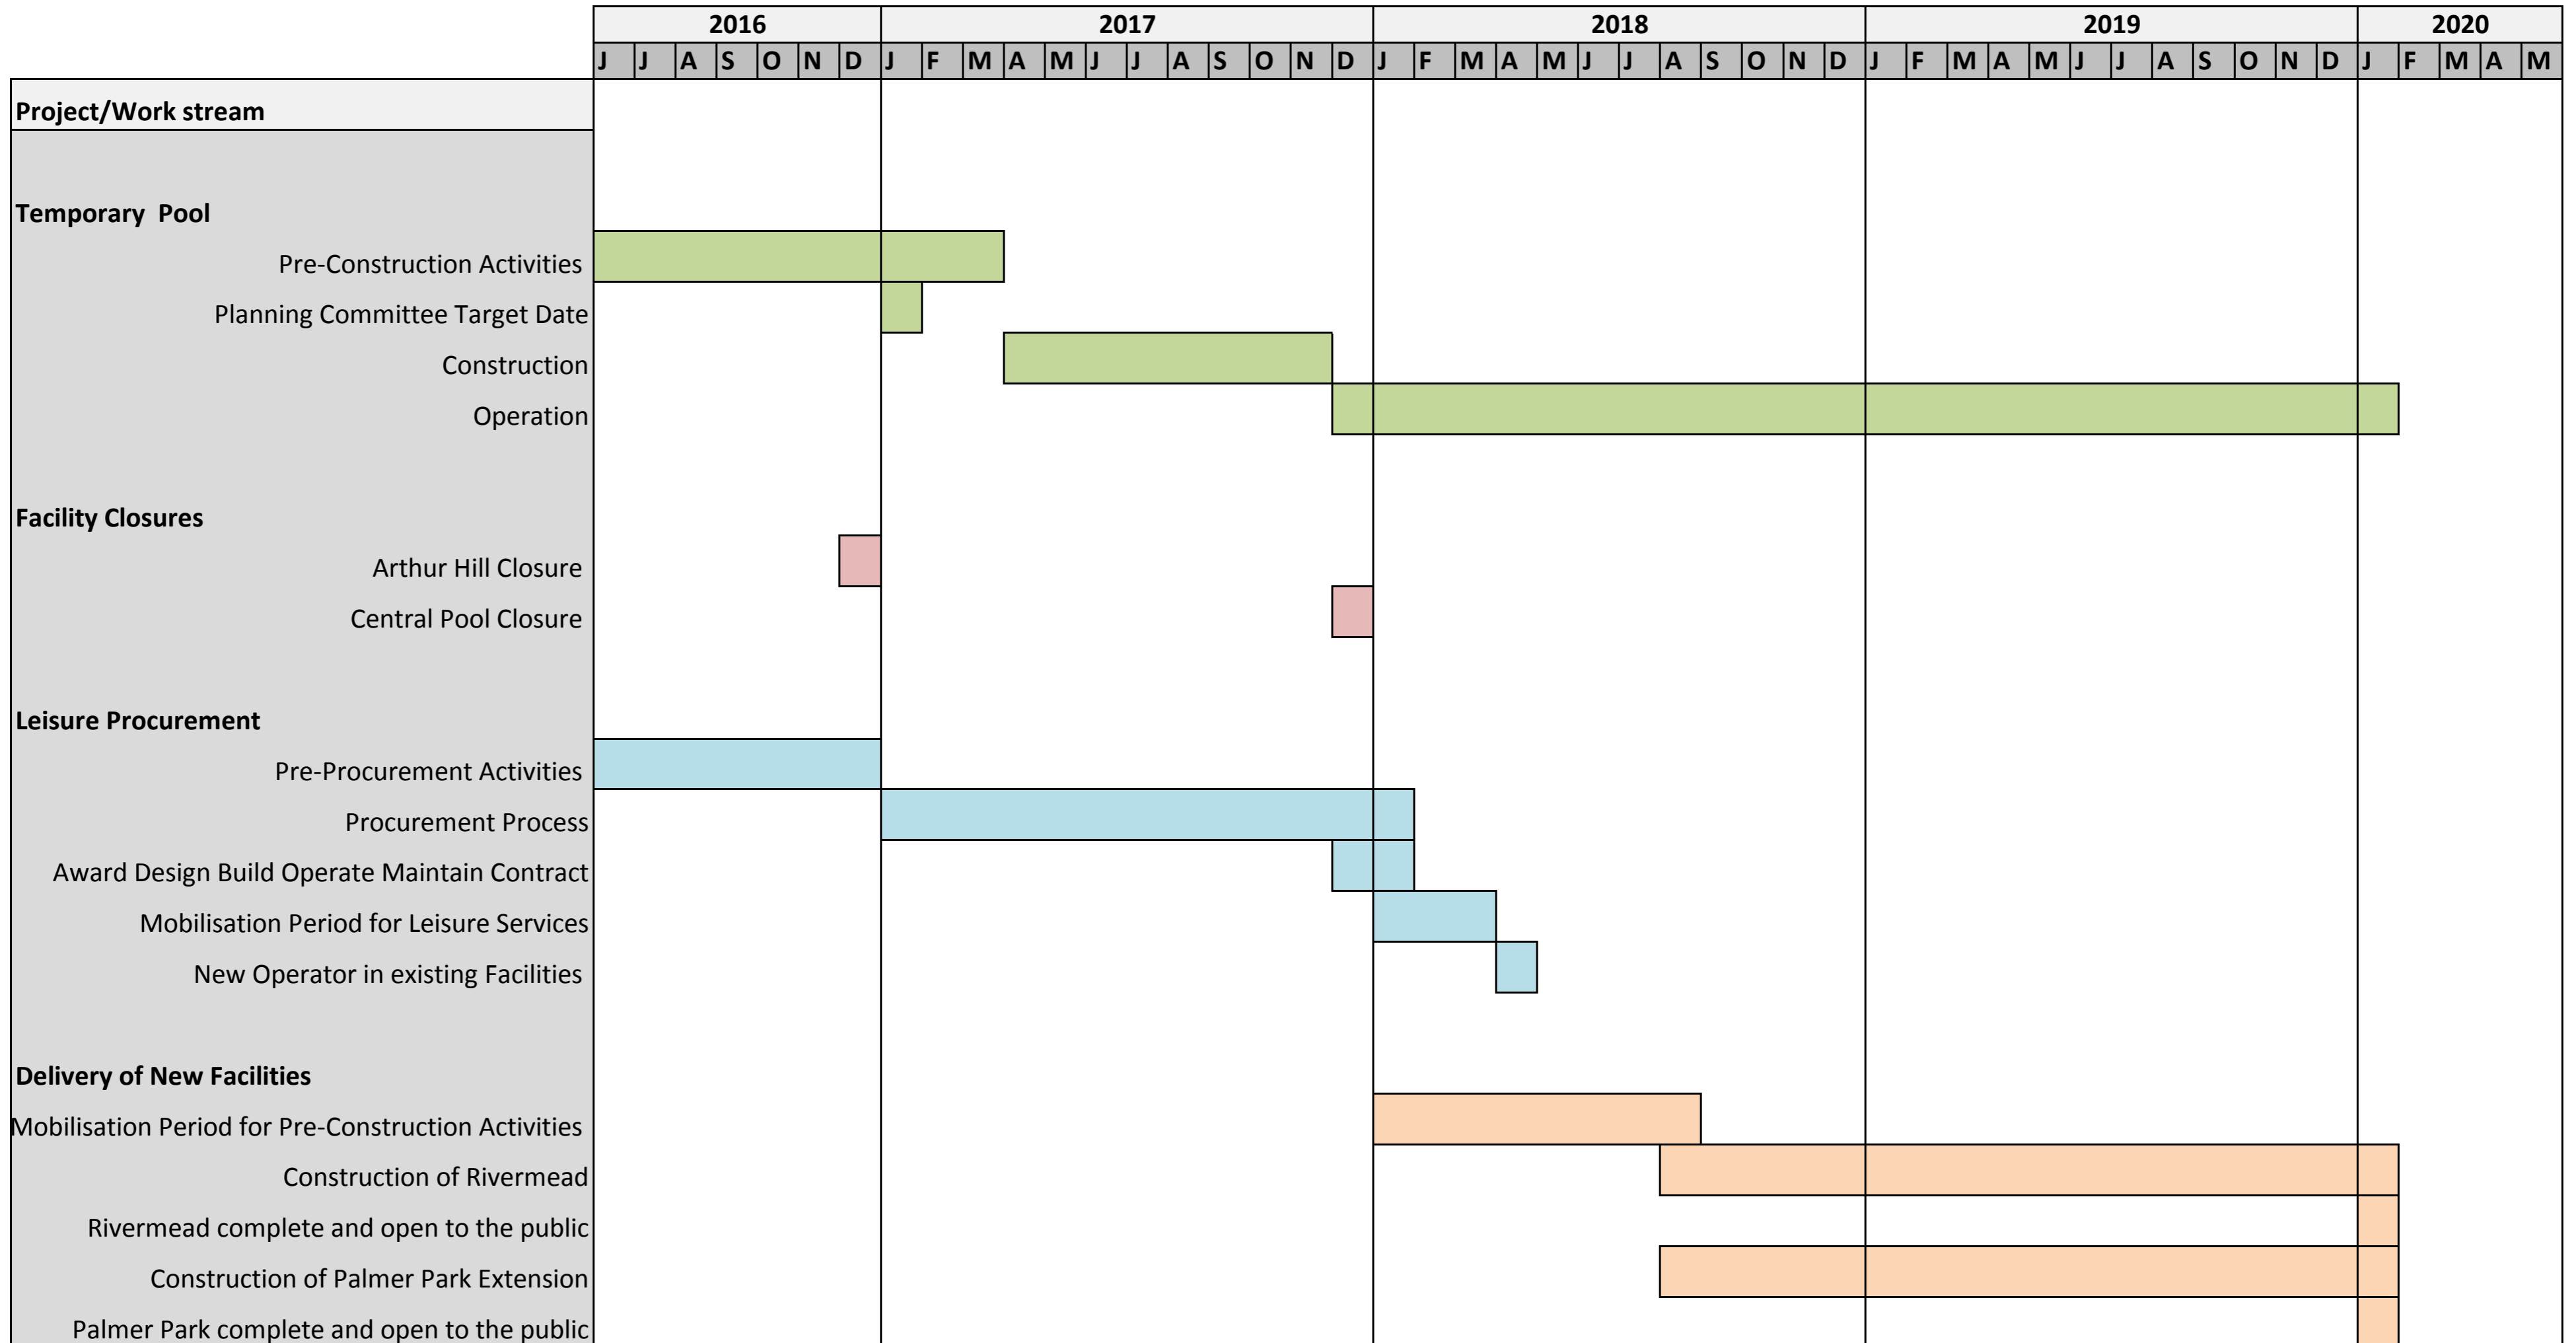 2016 2017 2018 2019 2020
J J A S O N D J F M A M J J A S O N D J F M A M J J A S O N D J F M A M J J A S O N D J F M A M
Project/Work stream
Temporary Pool
Pre-Construction Activities
Planning Committee Target Date
Construction
Operation
Facility Closures
Arthur Hill Closure
Central Pool Closure
Leisure Procurement
Pre-Procurement Activities
Procurement Process
Award Design Build Operate Maintain Contract
Mobilisation Period for Leisure Services
New Operator in existing Facilities
Delivery of New Facilities
Mobilisation Period for Pre-Construction Activities
Construction of Rivermead
Rivermead complete and open to the public
Construction of Palmer Park Extension
Palmer Park complete and open to the public